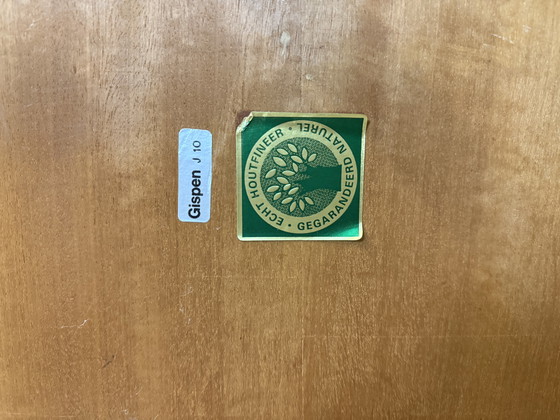 Gispen J 10
ECHT HOUTFINEER • GEGARANDEERD NATUREL •